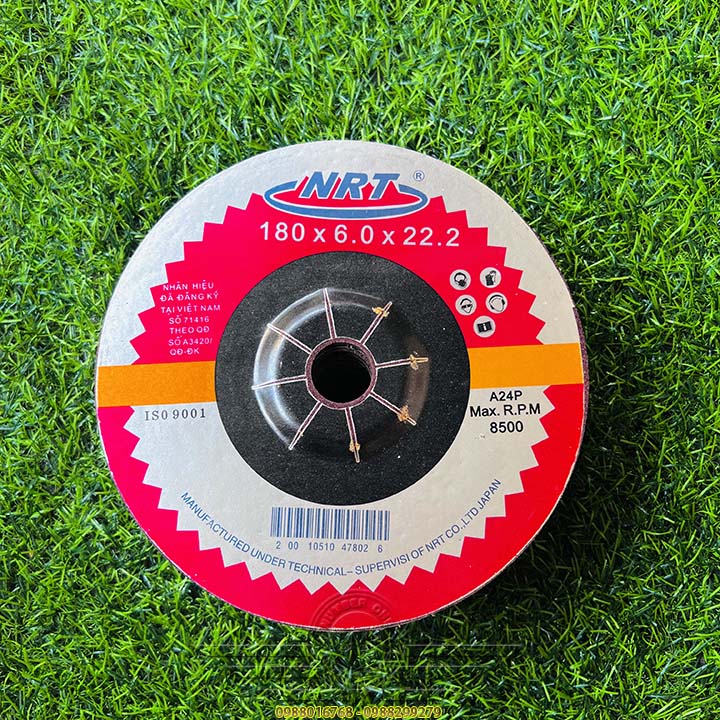 NRT ®
180 x 6.0 x 22.2
NHÃN HIỆU
ĐÃ ĐĂNG KÝ
TẠI VIỆT NAM
SỐ 71416
THEO QĐ
SỐ A3420/
QĐ-ĐK
ISO 9001
A24P
Max. R.P.M
8500
2 00 10510 47802 6
MANUFACTURED UNDER TECHNICAL - SUPERVISI OF NRT CO.,LTD JAPAN
0988016768 - 0988299279